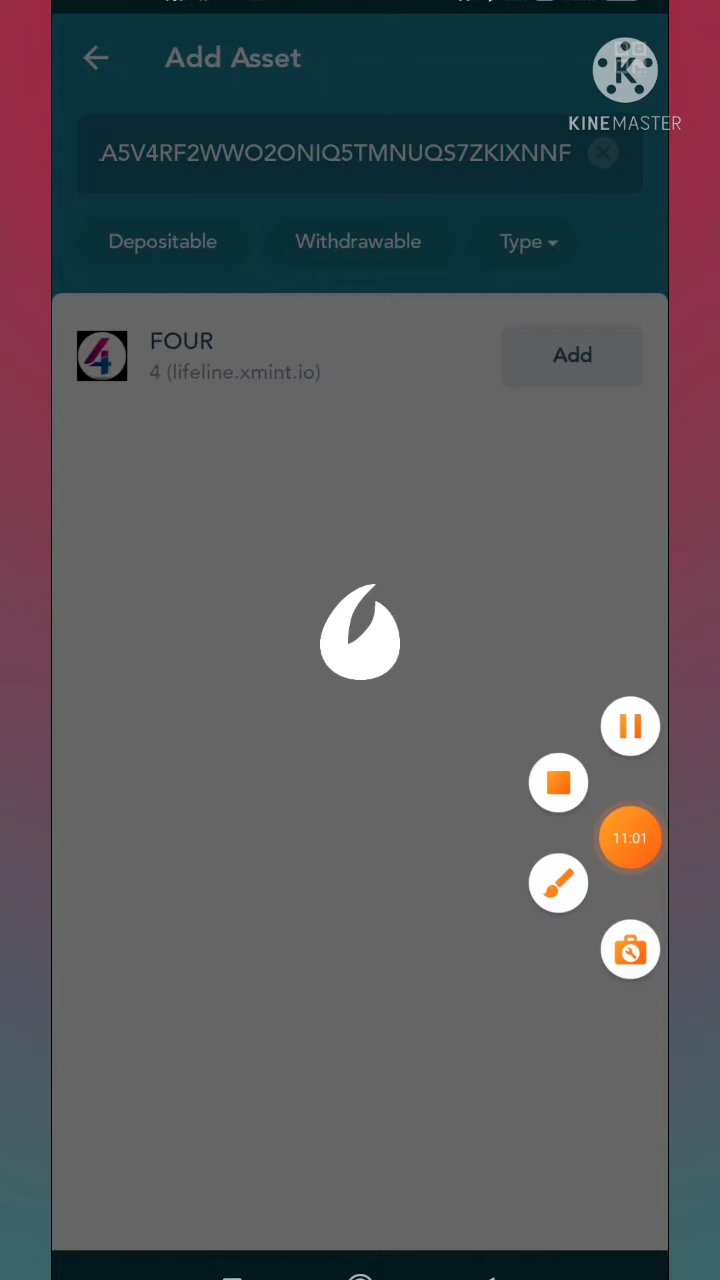 Add Asset
KINEMASTER
A5V4RF2WWO2ONIQ5TMNUQS7ZKIXNNF
Depositable Withdrawable Type
FOUR
4 (lifeline.xmint.io)
Add
11:01